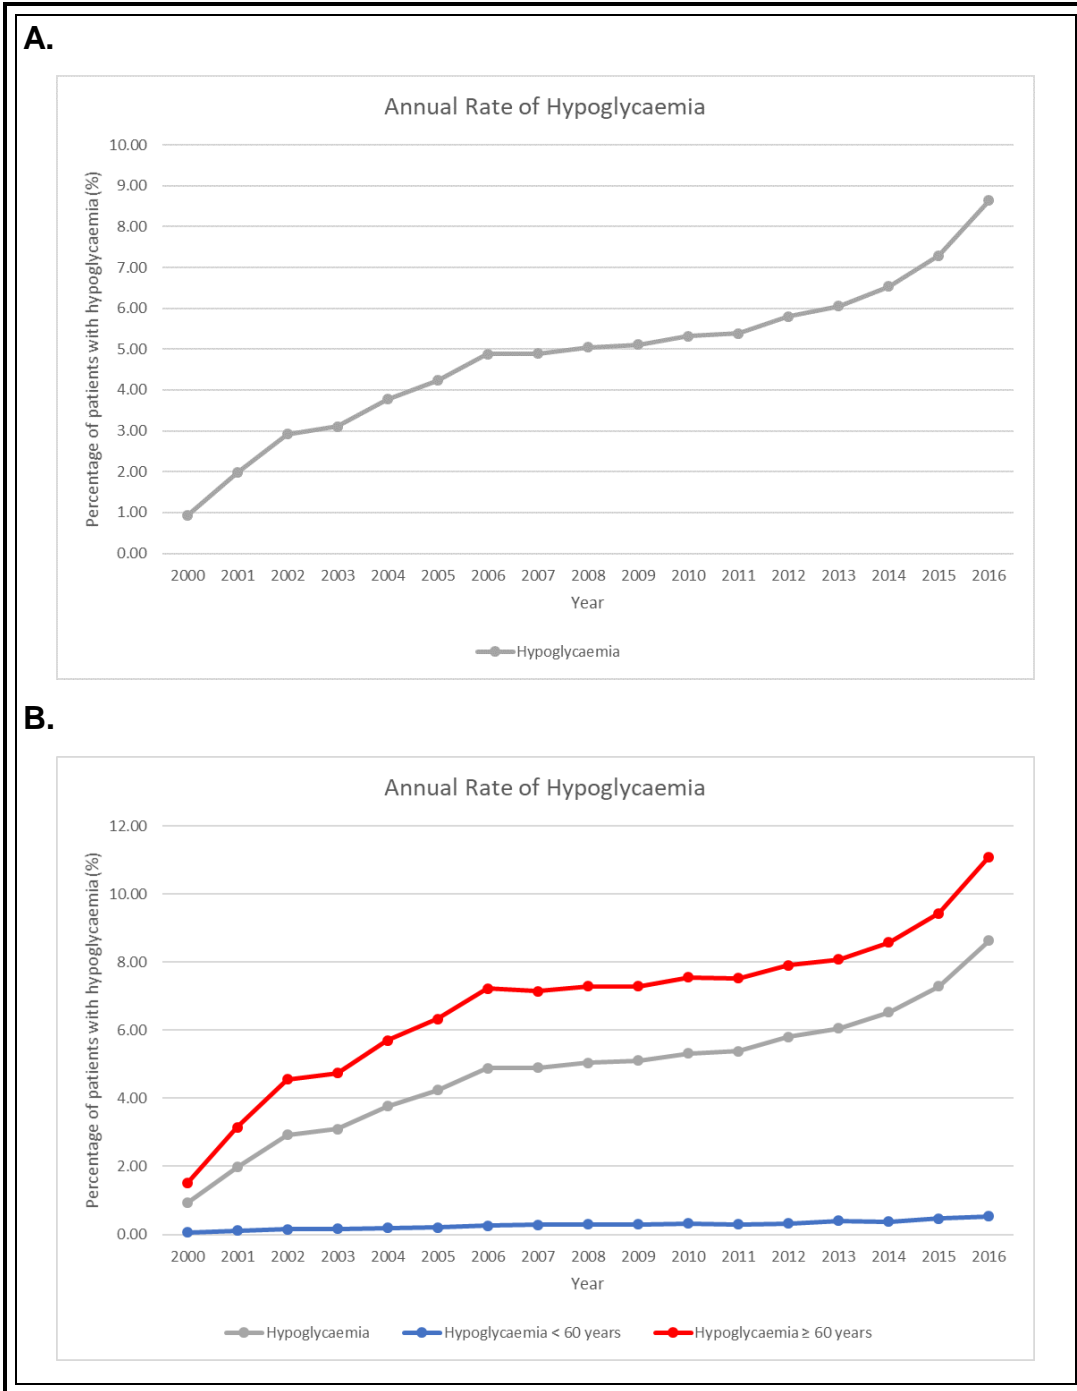 A.
Annual Rate of Hypoglycaemia
Percentage of patients with hypoglycaemia (%)
10.00
9.00
8.00
7.00
6.00
5.00
4.00
3.00
2.00
1.00
0.00
2000 2001 2002 2003 2004 2005 2006 2007 2008 2009 2010 2011 2012 2013 2014 2015 2016
Year
Hypoglycaemia
B.
Annual Rate of Hypoglycaemia
Percentage of patients with hypoglycaemia (%)
12.00
10.00
8.00
6.00
4.00
2.00
0.00
2000 2001 2002 2003 2004 2005 2006 2007 2008 2009 2010 2011 2012 2013 2014 2015 2016
Year
Hypoglycaemia Hypoglycaemia < 60 years Hypoglycaemia ≥ 60 years